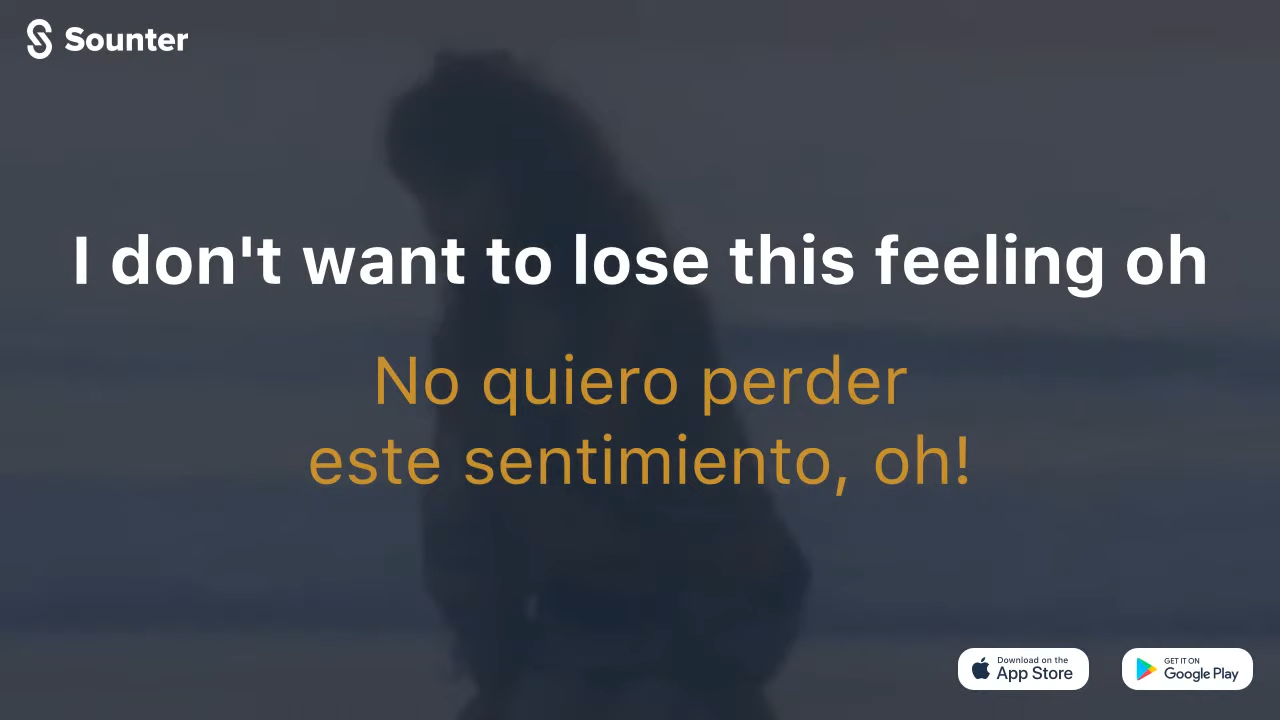 Sounter
I don't want to lose this feeling oh
No quiero perder
este sentimiento, oh!
Download on the
App Store
GET IT ON
Google Play